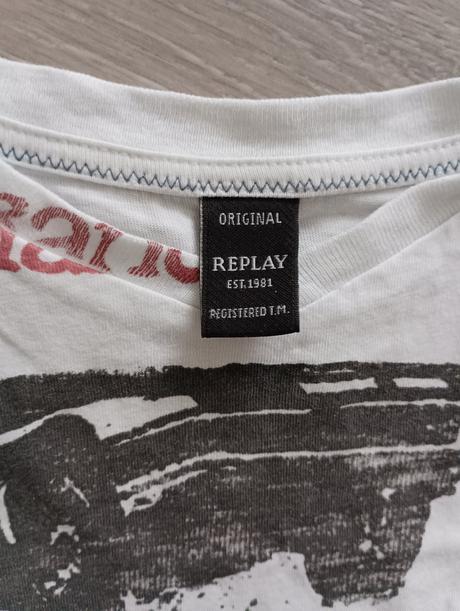 ORIGINAL
REPLAY
EST.1981
REGISTERED T.M.